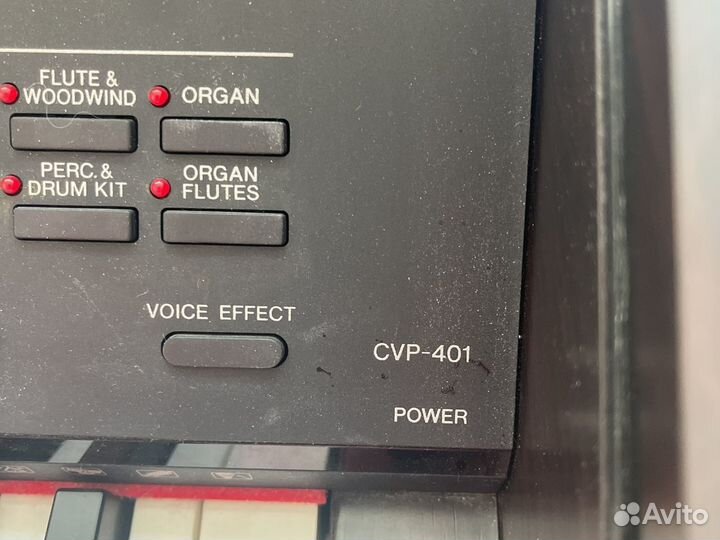 FLUTE &
WOODWIND
ORGAN
PERC. &
DRUM KIT
ORGAN
FLUTES
VOICE EFFECT
CVP-401
POWER
Avito